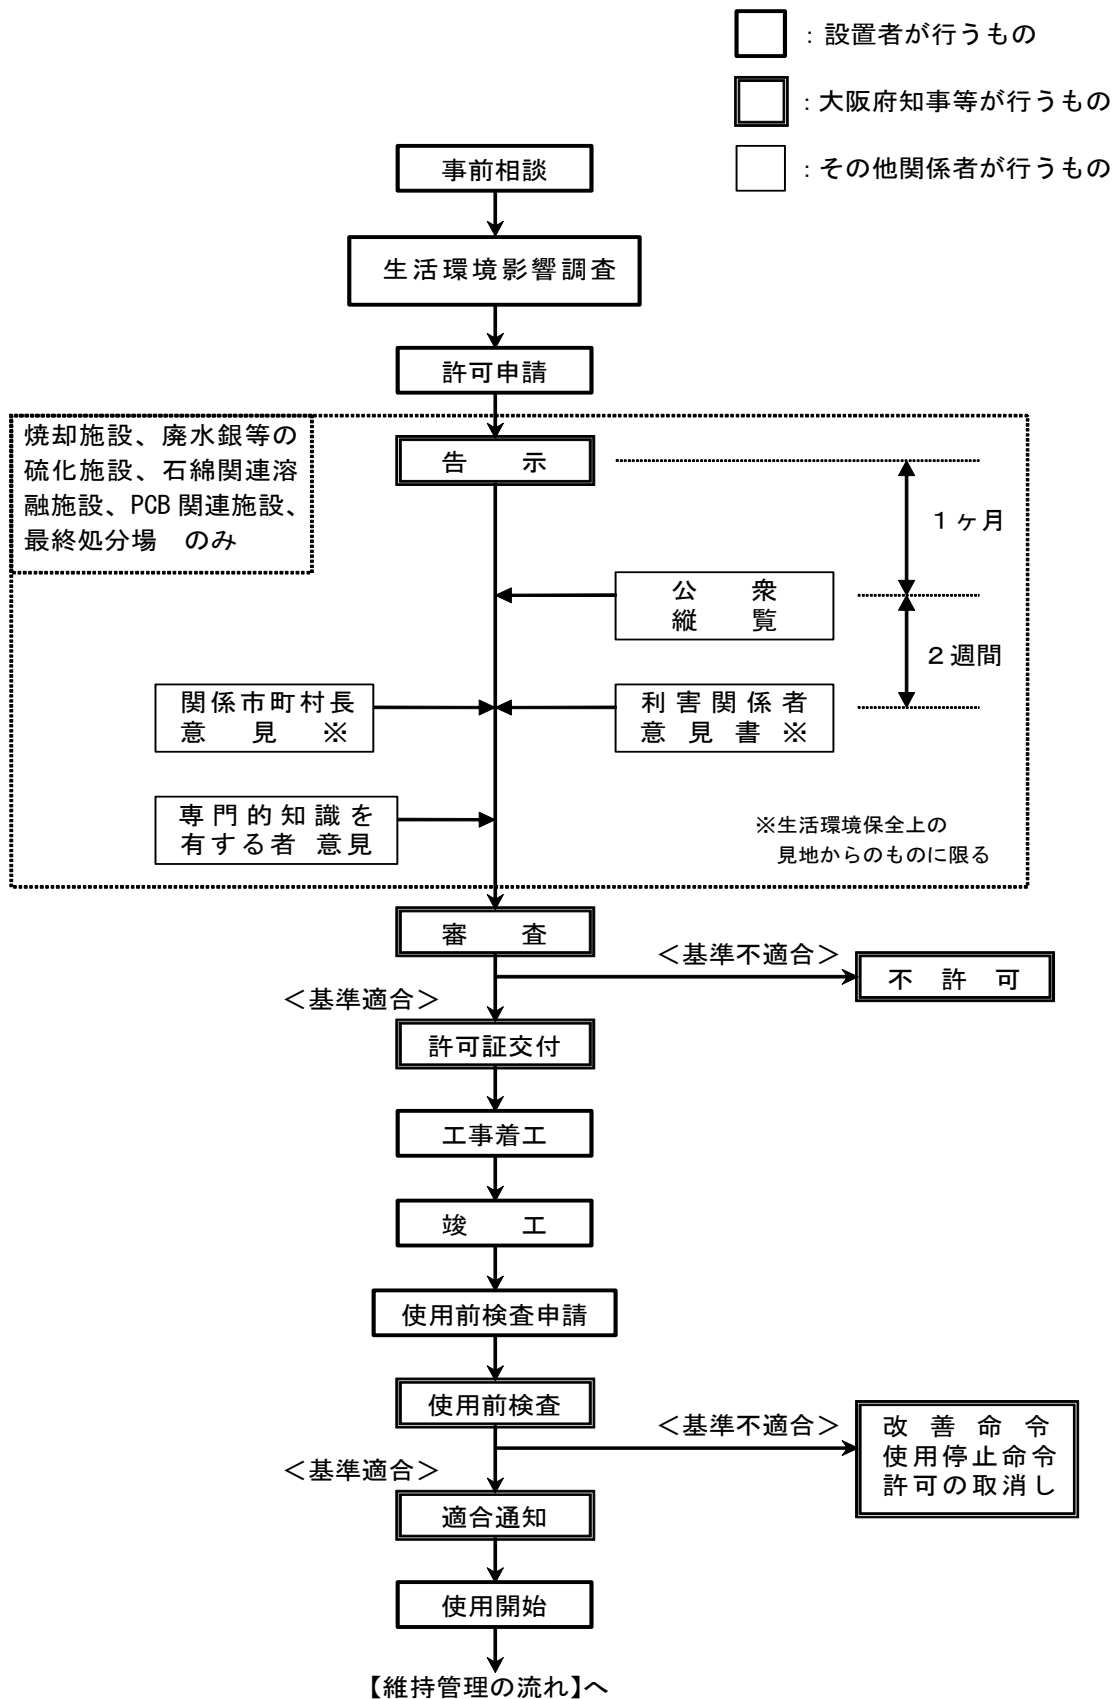 ：設置者が行うもの
：大阪府知事等が行うもの
：その他関係者が行うもの
事前相談
生活環境影響調査
許可申請
焼却施設、廃水銀等の
硫化施設、石綿関連溶
融施設、PCB関連施設、
最終処分場　のみ
告　示
１ヶ月
公　衆
縦　覧
２週間
関係市町村長
意　見　※
利害関係者
意見書※
専門的知識を
有する者 意見
※生活環境保全上の
見地からのものに限る
審　査
＜基準不適合＞
不　許　可
＜基準適合＞
許可証交付
工事着工
竣　工
使用前検査申請
使用前検査
＜基準不適合＞
改善命令
使用停止命令
許可の取消し
＜基準適合＞
適合通知
使用開始
【維持管理の流れ】へ